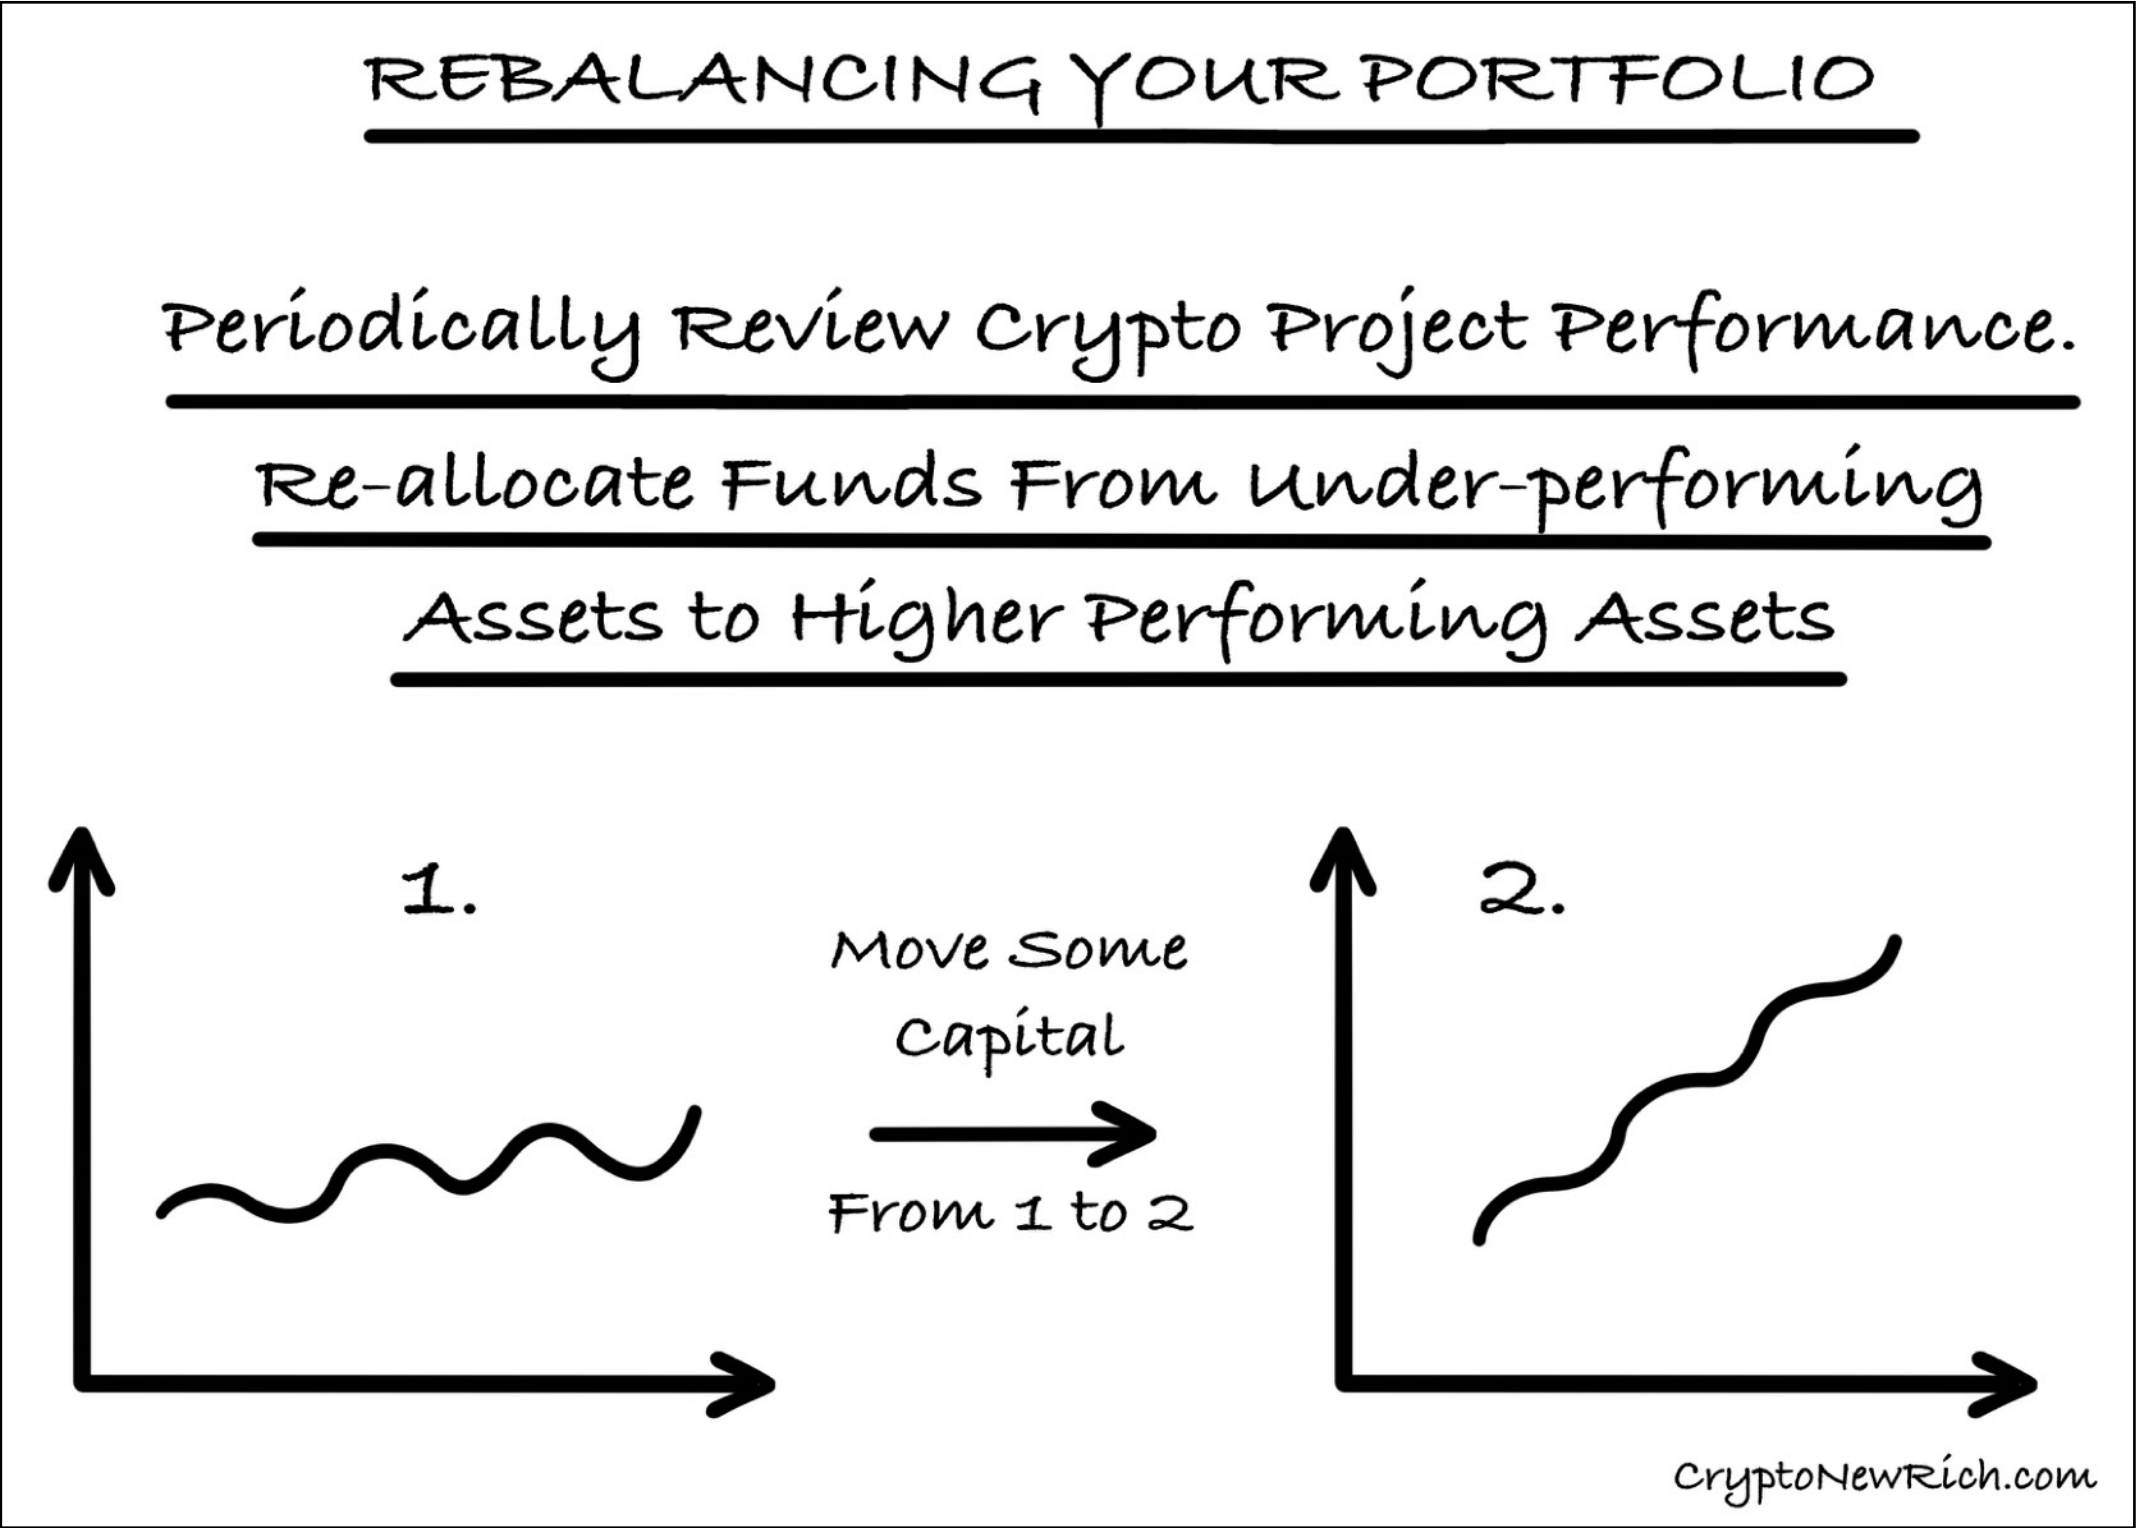 REBALANCING YOUR PORTFOLIO
Periodically Review Crypto Project Performance.
Re-allocate Funds From Under-performing
Assets to Higher Performing Assets
1.
2.
Move Some
Capital
From 1 to 2
CryptoNewRich.com